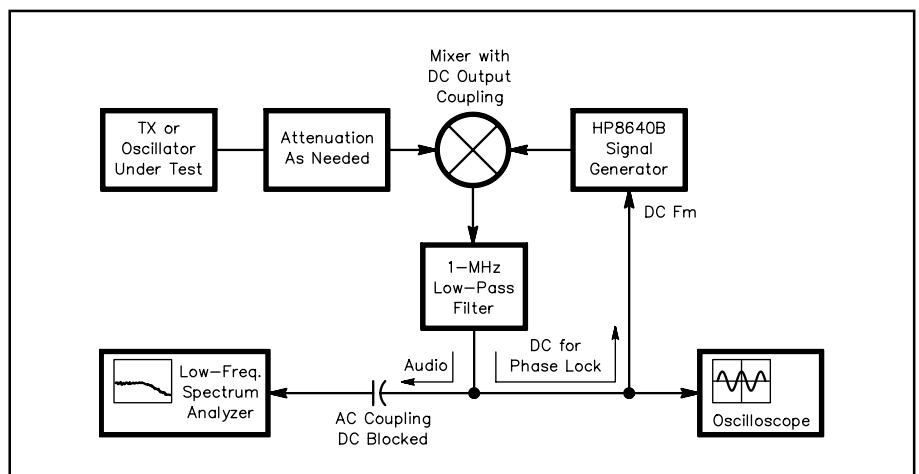 Mixer with
DC Output
Coupling
TX or
Oscillator
Under Test
Attenuation
As Needed
HP8640B
Signal
Generator
DC Fm
1-MHz
Low-Pass
Filter
Low-Freq.
Spectrum
Analyzer
Audio
DC for
Phase Lock
AC Coupling
DC Blocked
Oscilloscope